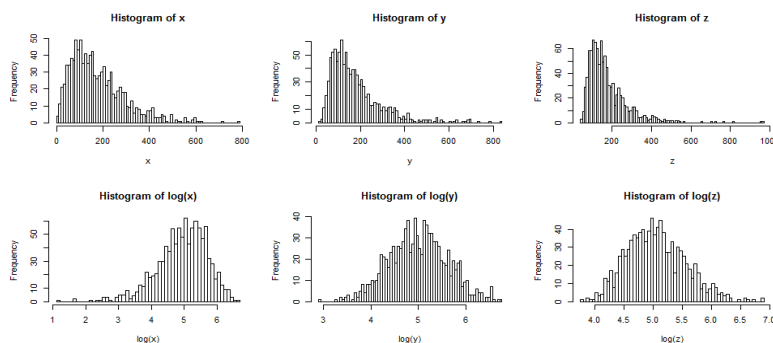 Histogram of x
Histogram of y
Histogram of z
Frequency
0 10 20 30 40 50
0 200 400 600 800
x
Frequency
0 10 30 50
0 200 400 600 800
y
Frequency
0 20 40 60
200 400 600 800 1000
z
Histogram of log(x)
Histogram of log(y)
Histogram of log(z)
Frequency
0 10 30 50
1 2 3 4 5 6
log(x)
Frequency
0 10 20 30 40
3 4 5 6
log(y)
Frequency
0 10 20 30 40
4.0 4.5 5.0 5.5 6.0 6.5 7.0
log(z)